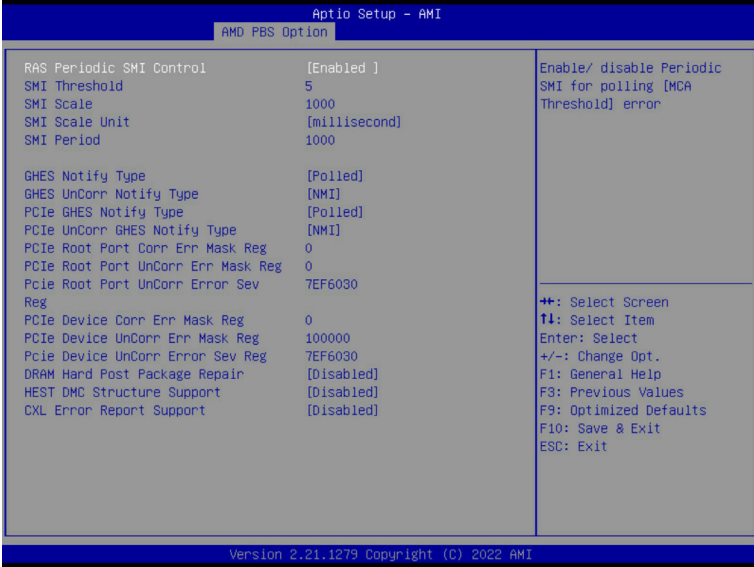 Aptio Setup – AMI
AMD PBS Option
RAS Periodic SMI Control [Enabled ]
SMI Threshold 5
SMI Scale 1000
SMI Scale Unit [millisecond]
SMI Period 1000
GHES Notify Type [Polled]
GHES UnCorr Notify Type [NMI]
PCIe GHES Notify Type [Polled]
PCIe UnCorr GHES Notify Type [NMI]
PCIe Root Port Corr Err Mask Reg 0
PCIe Root Port UnCorr Err Mask Reg 0
Pcie Root Port UnCorr Error Sev 7EF6030
Reg
PCIe Device Corr Err Mask Reg 0
PCIe Device UnCorr Err Mask Reg 100000
Pcie Device UnCorr Error Sev Reg 7EF6030
DRAM Hard Post Package Repair [Disabled]
HEST DMC Structure Support [Disabled]
CXL Error Report Support [Disabled]
Enable/ disable Periodic
SMI for polling [MCA
Threshold] error
→←: Select Screen
↑↓: Select Item
Enter: Select
+/-: Change Opt.
F1: General Help
F3: Previous Values
F9: Optimized Defaults
F10: Save & Exit
ESC: Exit
Version 2.21.1279 Copyright (C) 2022 AMI